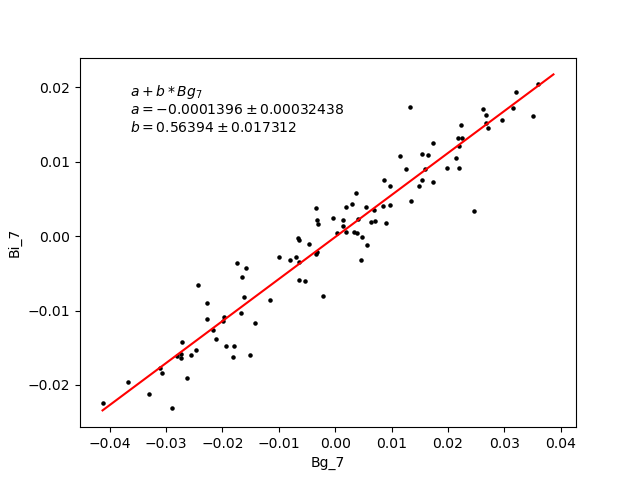 a + b * Bg₇
a = −0.0001396 ± 0.00032438
b = 0.56394 ± 0.017312
0.02
0.01
0.00
−0.01
−0.02
Bi_7
−0.04 −0.03 −0.02 −0.01 0.00 0.01 0.02 0.03 0.04
Bg_7